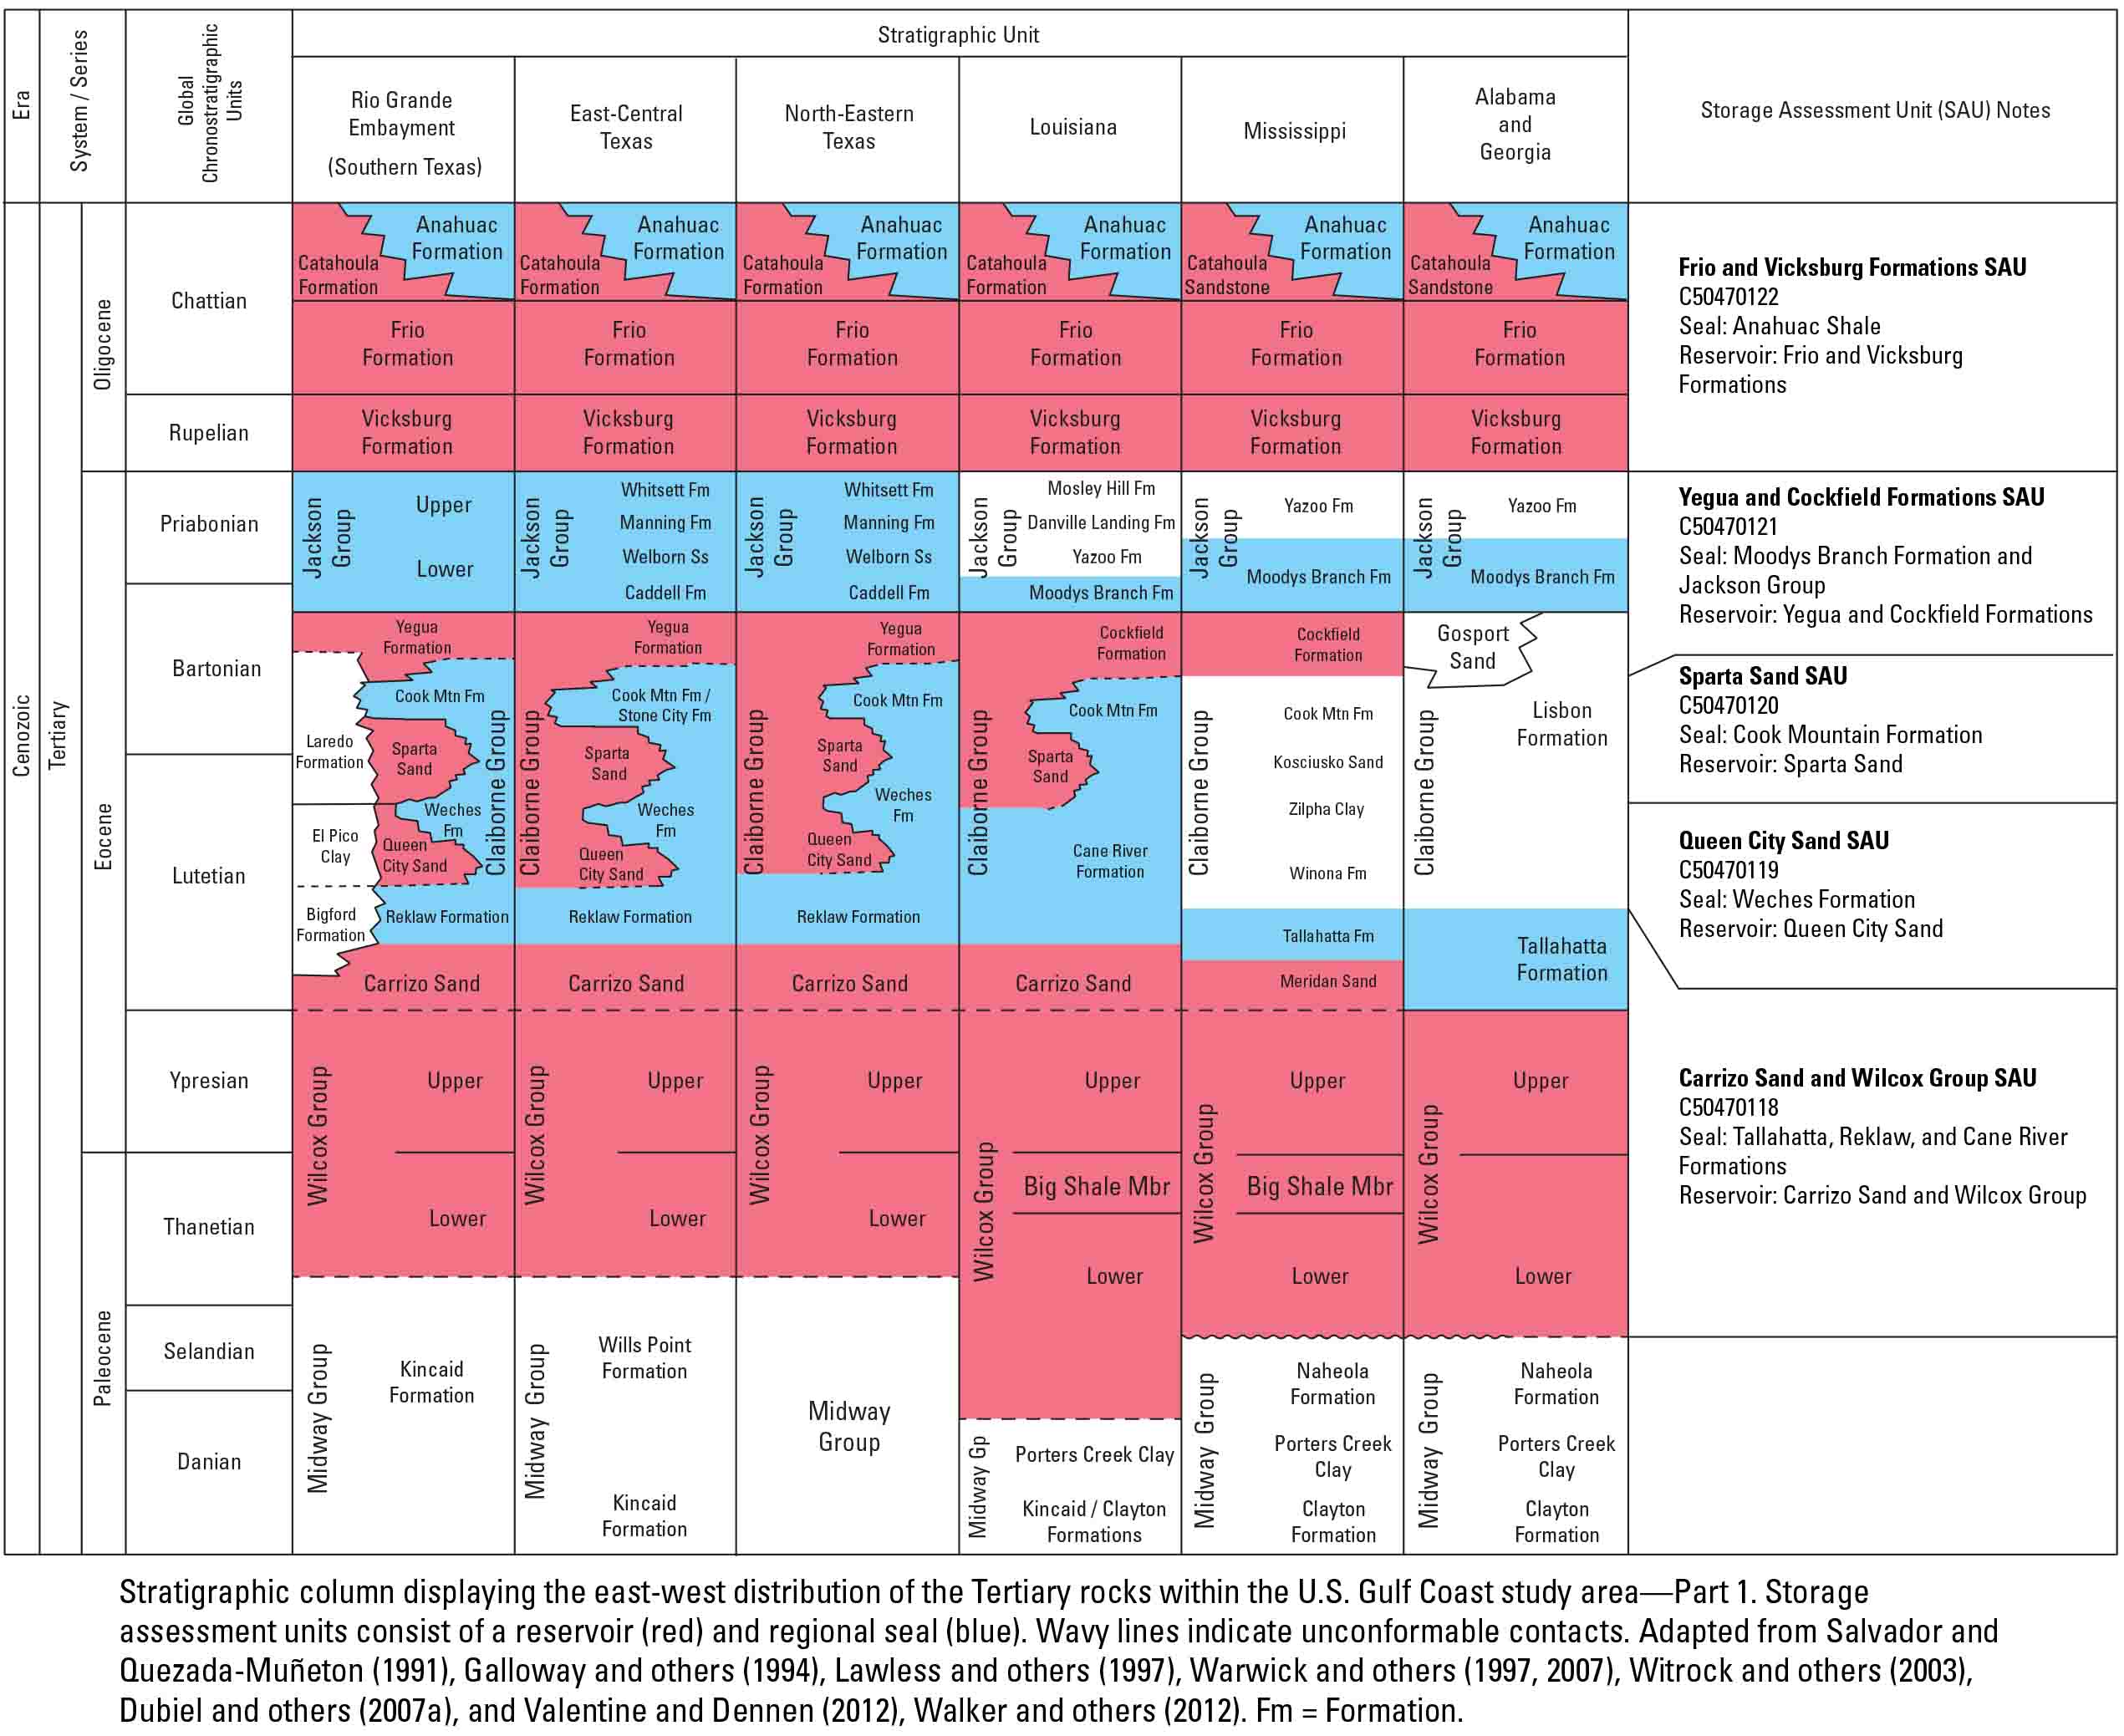 Era
System / Series
Global
Chronostratigraphic
Units
Stratigraphic Unit
Rio Grande
Embayment
(Southern Texas)
East-Central
Texas
North-Eastern
Texas
Louisiana
Mississippi
Alabama
and
Georgia
Storage Assessment Unit (SAU) Notes
Cenozoic
Tertiary
Oligocene
Eocene
Paleocene
Chattian
Rupelian
Priabonian
Bartonian
Lutetian
Ypresian
Thanetian
Selandian
Danian
Anahuac
Formation
Catahoula
Formation
Frio
Formation
Vicksburg
Formation
Jackson
Group
Upper
Lower
Yegua
Formation
Cook Mtn Fm
Laredo
Formation
Sparta
Sand
Claiborne Group
Weches
Fm
El Pico
Clay
Queen
City Sand
Bigford
Formation
Reklaw Formation
Carrizo Sand
Wilcox Group
Upper
Lower
Midway Group
Kincaid
Formation
Anahuac
Formation
Catahoula
Formation
Frio
Formation
Vicksburg
Formation
Jackson
Group
Whitsett Fm
Manning Fm
Welborn Ss
Caddell Fm
Yegua
Formation
Cook Mtn Fm /
Stone City Fm
Claiborne Group
Sparta
Sand
Weches
Fm
Queen
City Sand
Reklaw Formation
Carrizo Sand
Wilcox Group
Upper
Lower
Midway Group
Wills Point
Formation
Kincaid
Formation
Anahuac
Formation
Catahoula
Formation
Frio
Formation
Vicksburg
Formation
Jackson
Group
Whitsett Fm
Manning Fm
Welborn Ss
Caddell Fm
Yegua
Formation
Cook Mtn Fm
Claiborne Group
Sparta
Sand
Weches
Fm
Queen
City Sand
Reklaw Formation
Carrizo Sand
Wilcox Group
Upper
Lower
Midway
Group
Anahuac
Formation
Catahoula
Formation
Frio
Formation
Vicksburg
Formation
Jackson
Group
Mosley Hill Fm
Danville Landing Fm
Yazoo Fm
Moodys Branch Fm
Cockfield
Formation
Cook Mtn Fm
Claiborne Group
Sparta
Sand
Cane River
Formation
Carrizo Sand
Wilcox Group
Upper
Big Shale Mbr
Lower
Midway Gp
Porters Creek Clay
Kincaid / Clayton
Formations
Anahuac
Formation
Catahoula
Sandstone
Frio
Formation
Vicksburg
Formation
Jackson
Group
Yazoo Fm
Moodys Branch Fm
Cockfield
Formation
Claiborne Group
Cook Mtn Fm
Kosciusko Sand
Zilpha Clay
Winona Fm
Tallahatta Fm
Meridan Sand
Wilcox Group
Upper
Big Shale Mbr
Lower
Midway Group
Naheola
Formation
Porters Creek
Clay
Clayton
Formation
Anahuac
Formation
Catahoula
Sandstone
Frio
Formation
Vicksburg
Formation
Jackson
Group
Yazoo Fm
Moodys Branch Fm
Gosport
Sand
Claiborne Group
Lisbon
Formation
Tallahatta
Formation
Wilcox Group
Upper
Lower
Midway Group
Naheola
Formation
Porters Creek
Clay
Clayton
Formation
Frio and Vicksburg Formations SAU
C50470122
Seal: Anahuac Shale
Reservoir: Frio and Vicksburg
Formations
Yegua and Cockfield Formations SAU
C50470121
Seal: Moodys Branch Formation and
Jackson Group
Reservoir: Yegua and Cockfield Formations
Sparta Sand SAU
C50470120
Seal: Cook Mountain Formation
Reservoir: Sparta Sand
Queen City Sand SAU
C50470119
Seal: Weches Formation
Reservoir: Queen City Sand
Carrizo Sand and Wilcox Group SAU
C50470118
Seal: Tallahatta, Reklaw, and Cane River
Formations
Reservoir: Carrizo Sand and Wilcox Group
Stratigraphic column displaying the east-west distribution of the Tertiary rocks within the U.S. Gulf Coast study area—Part 1. Storage
assessment units consist of a reservoir (red) and regional seal (blue). Wavy lines indicate unconformable contacts. Adapted from Salvador and
Quezada-Muñeton (1991), Galloway and others (1994), Lawless and others (1997), Warwick and others (1997, 2007), Witrock and others (2003),
Dubiel and others (2007a), and Valentine and Dennen (2012), Walker and others (2012). Fm = Formation.